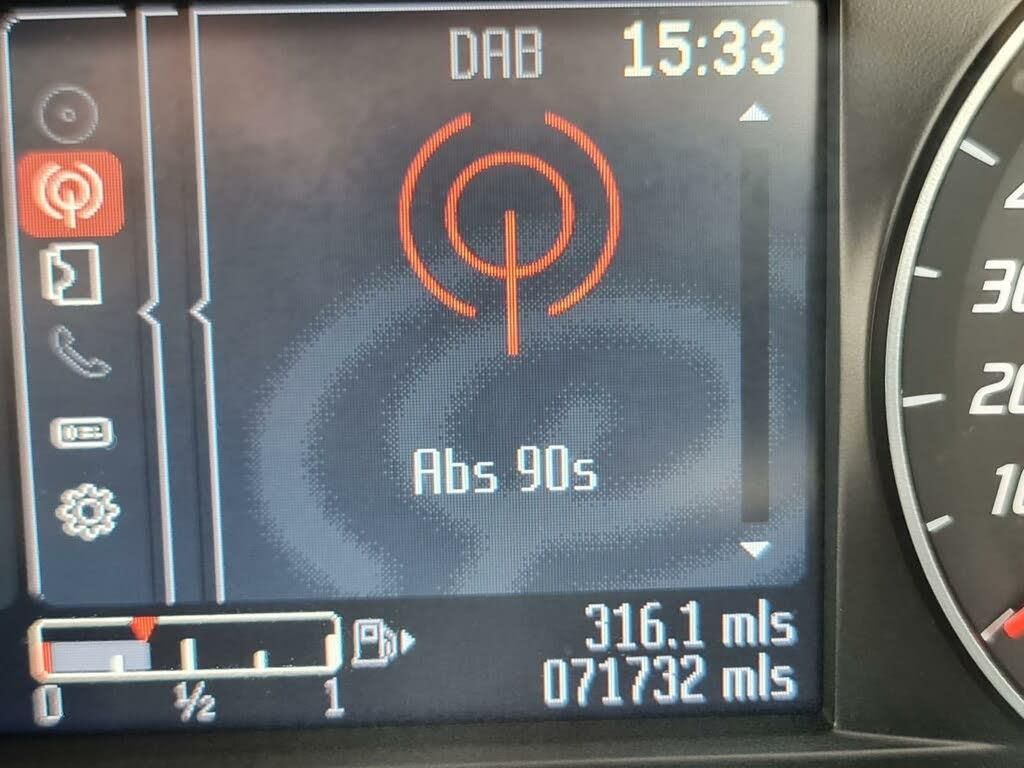 DAB 15:33
Abs 90s
316.1 mls
071732 mls
0 ½ 1